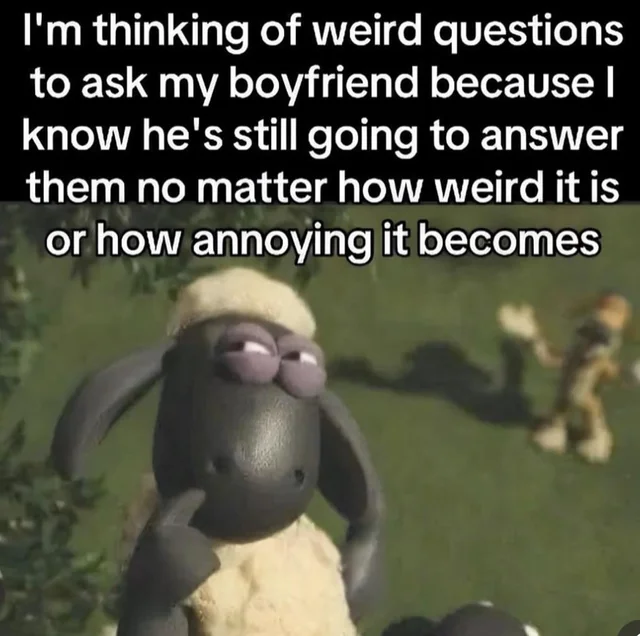 I'm thinking of weird questions
to ask my boyfriend because I
know he's still going to answer
them no matter how weird it is
or how annoying it becomes